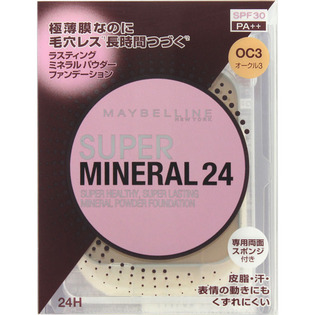 極薄膜なのに
毛穴レス*長時間つづく*²
ラスティング
ミネラル パウダー
ファンデーション
SPF30
PA++
OC3
オークル3
MAYBELLINE
NEW YORK
SUPER
MINERAL 24
SUPER HEALTHY, SUPER LASTING
MINERAL POWDER FOUNDATION
専用両面
スポンジ
付き
皮脂・汗・
表情の動きにも
くずれにくい
24H